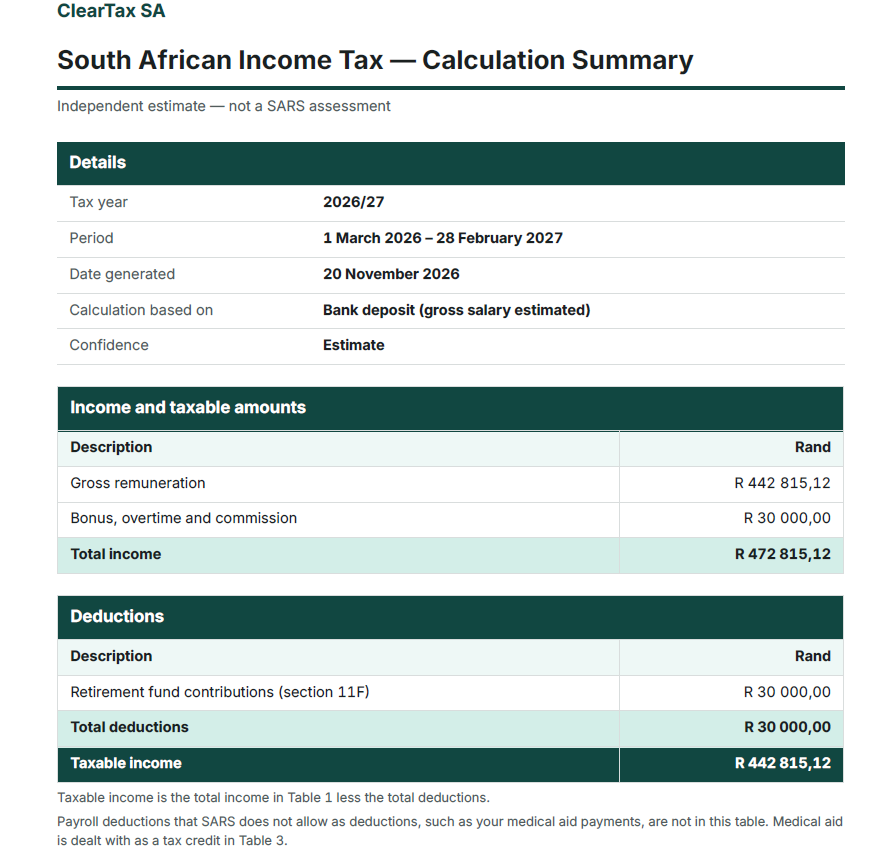 ClearTax SA
South African Income Tax — Calculation Summary
Independent estimate — not a SARS assessment
Details
Tax year 2026/27
Period 1 March 2026 – 28 February 2027
Date generated 20 November 2026
Calculation based on Bank deposit (gross salary estimated)
Confidence Estimate
Income and taxable amounts
Description Rand
Gross remuneration R 442 815,12
Bonus, overtime and commission R 30 000,00
Total income R 472 815,12
Deductions
Description Rand
Retirement fund contributions (section 11F) R 30 000,00
Total deductions R 30 000,00
Taxable income R 442 815,12
Taxable income is the total income in Table 1 less the total deductions.
Payroll deductions that SARS does not allow as deductions, such as your medical aid payments, are not in this table. Medical aid
is dealt with as a tax credit in Table 3.